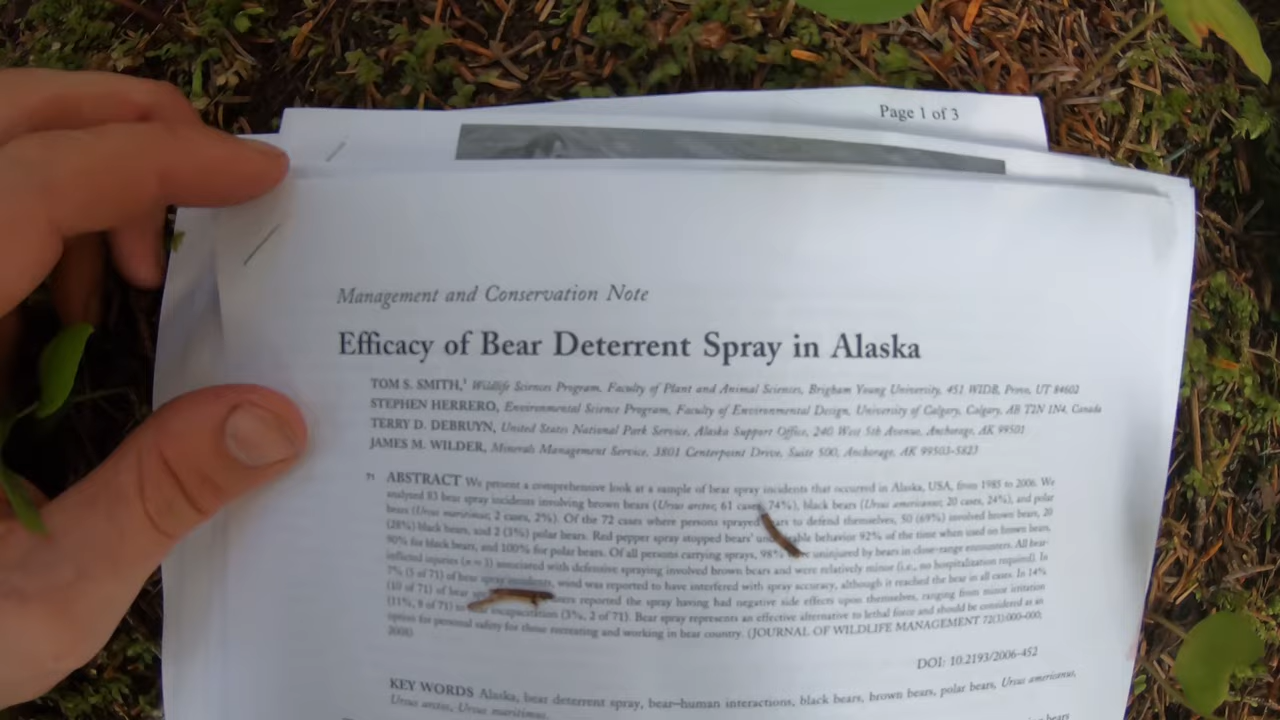 Page 1 of 3
Management and Conservation Note
Efficacy of Bear Deterrent Spray in Alaska
TOM S. SMITH,¹ Wildlife Sciences Program, Faculty of Plant and Animal Sciences, Brigham Young University, 451 WIDB, Provo, UT 84602
STEPHEN HERRERO, Environmental Science Program, Faculty of Environmental Design, University of Calgary, Calgary, AB T2N 1N4, Canada
TERRY D. DEBRUYN, United States National Park Service, Alaska Support Office, 240 West 5th Avenue, Anchorage, AK 99501
JAMES M. WILDER, Minerals Management Service, 3801 Centerpoint Drive, Suite 500, Anchorage, AK 99503-5823
ABSTRACT We present a comprehensive look at a sample of bear spray incidents that occurred in Alaska, USA, from 1985 to 2006. We
analyzed 83 bear spray incidents involving brown bears (Ursus arctos; 61 cases, 74%), black bears (Ursus americanus; 20 cases, 24%), and polar
bears (Ursus maritimus; 2 cases, 2%). Of the 72 cases where persons sprayed to defend themselves, 50 (69%) involved brown bears, 20
(28%) black bears, and 2 (3%) polar bears. Red pepper spray stopped bears' behavior 92% of the time when used on brown bears,
90% for black bears, and 100% for polar bears. Of all persons carrying sprays, 98% were uninjured by bears in close-range encounters. All bear-
inflicted injuries (n = 3) associated with defensive spraying involved brown bears and were relatively minor (i.e., no hospitalization required). In
7% (5 of 71) of bear spray incidents, wind was reported to have interfered with spray accuracy, although it reached the bear in all cases. In 14%
(10 of 71) of bear reported the spray having had negative side effects upon themselves, ranging from minor irritation
(11%, 8 of 71) to incapacitation (3%, 2 of 71). Bear spray represents an effective alternative to lethal force and should be considered as an
option for personal safety for those recreating and working in bear country. (JOURNAL OF WILDLIFE MANAGEMENT 72(3):000–000;
2008)
DOI: 10.2193/2006-452
KEY WORDS Alaska, bear deterrent spray, bear–human interactions, black bears, brown bears, polar bears, Ursus americanus,
Ursus arctos, Ursus maritimus.
bears